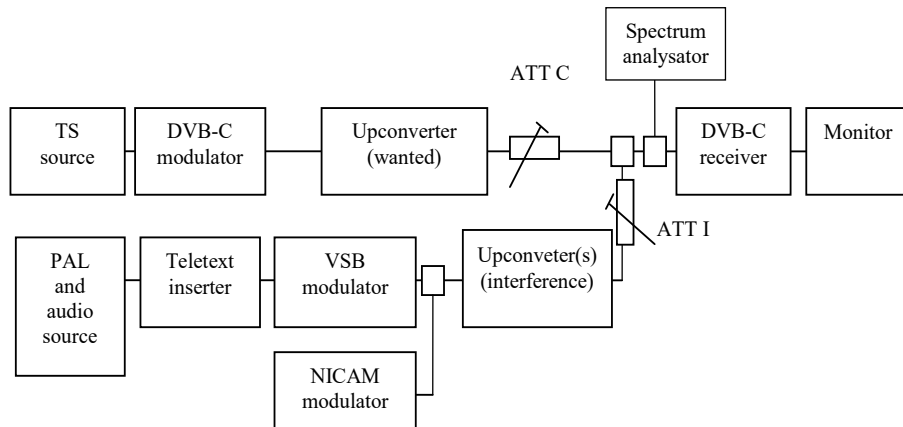 Spectrum
analysator
ATT C
TS
source
DVB-C
modulator
Upconverter
(wanted)
DVB-C
receiver
Monitor
ATT I
PAL
and
audio
source
Teletext
inserter
VSB
modulator
Upconveter(s)
(interference)
NICAM
modulator